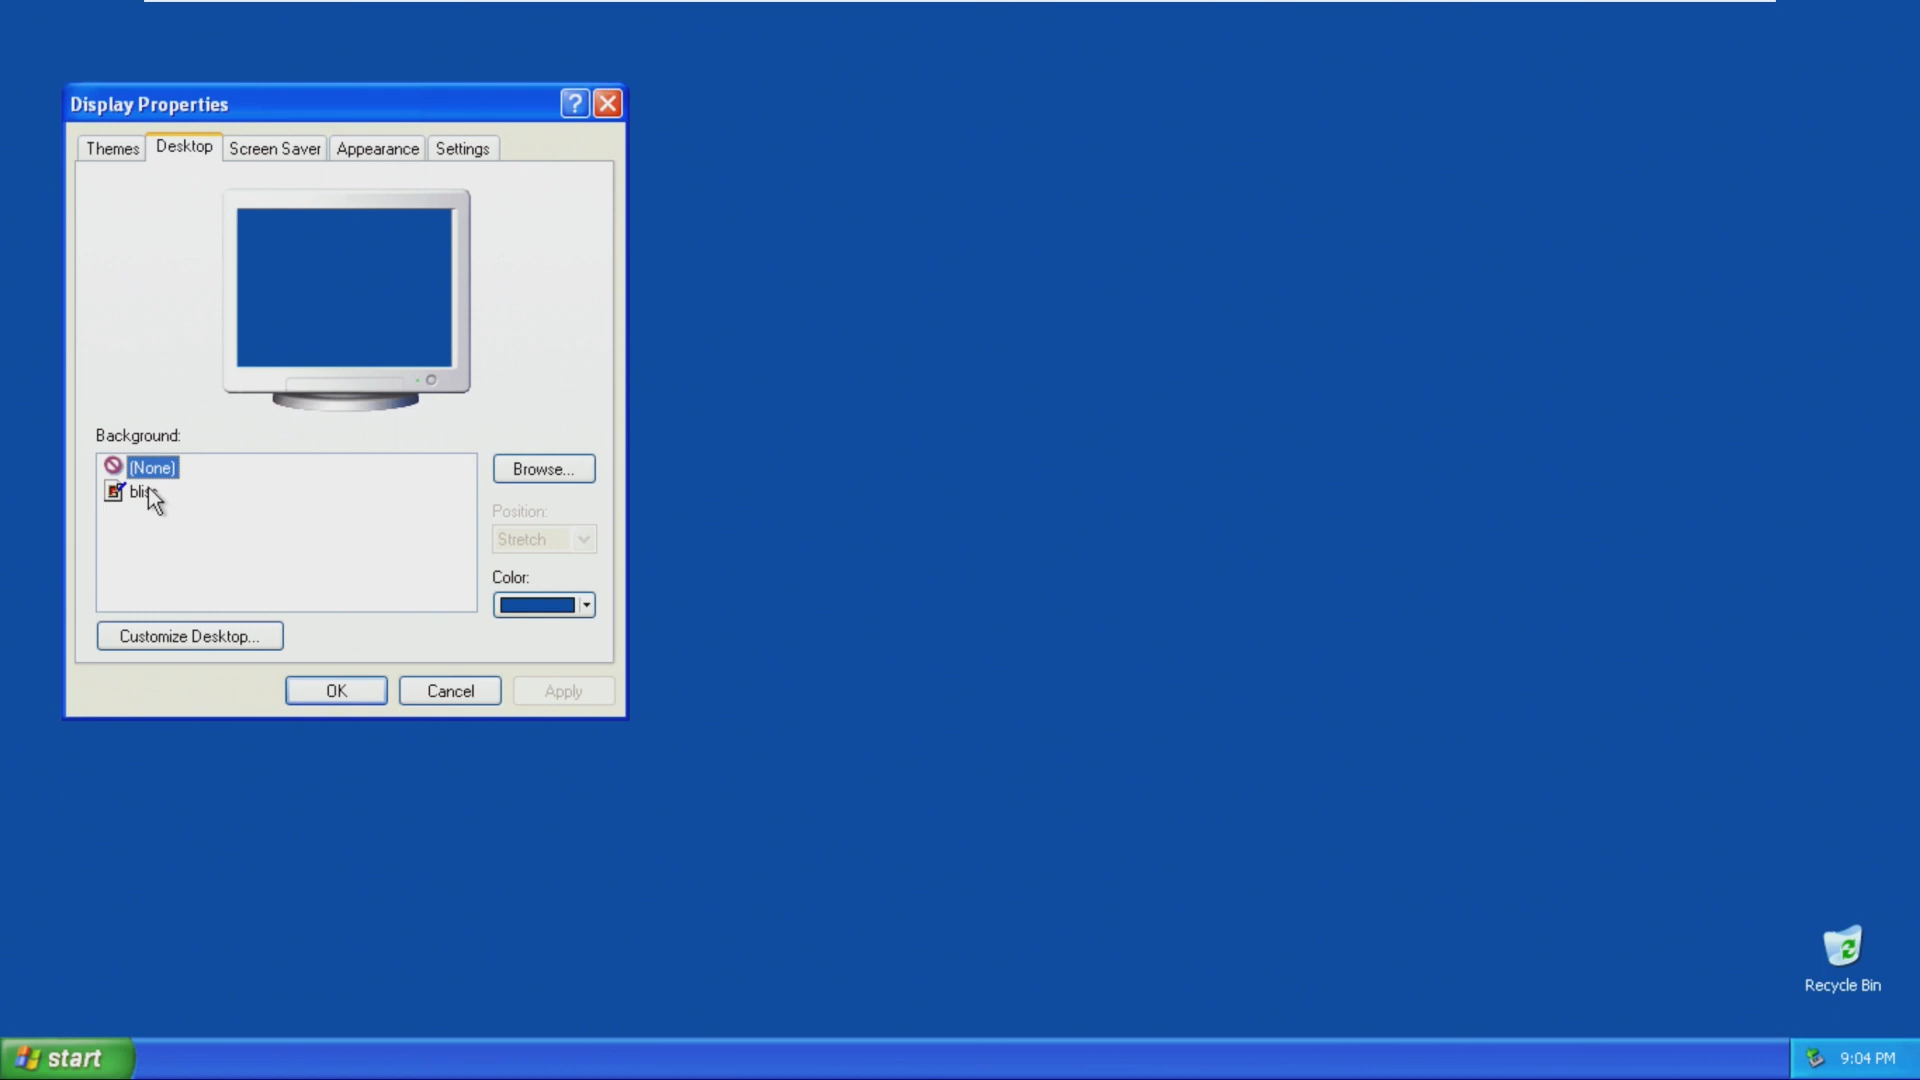 Display Properties
Themes
Desktop
Screen Saver
Appearance
Settings
Background:
(None)
Browse...
Position:
Stretch
Color:
Customize Desktop...
OK
Cancel
Apply
Recycle Bin
start
9:04 PM